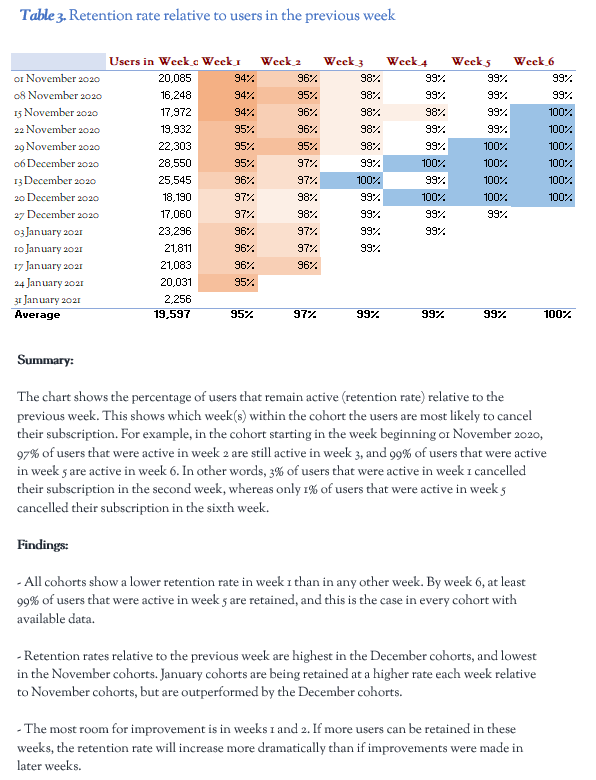 Table 3. Retention rate relative to users in the previous week
Users in Week_0 Week_1 Week_2 Week_3 Week_4 Week_5 Week_6
01 November 2020 20,085 94% 96% 98% 99% 99% 99%
08 November 2020 16,248 94% 95% 98% 99% 99% 99%
15 November 2020 17,972 94% 96% 98% 98% 99% 100%
22 November 2020 19,932 95% 96% 98% 99% 99% 100%
29 November 2020 22,303 95% 95% 98% 99% 100% 100%
06 December 2020 28,550 95% 97% 99% 100% 100% 100%
13 December 2020 25,545 96% 97% 100% 99% 100% 100%
20 December 2020 18,190 97% 98% 99% 100% 100% 100%
27 December 2020 17,060 97% 98% 99% 99% 99%
03 January 2021 23,296 96% 97% 99% 99%
10 January 2021 21,811 96% 97% 99%
17 January 2021 21,083 96% 96%
24 January 2021 20,031 95%
31 January 2021 2,256
Average 19,597 95% 97% 99% 99% 99% 100%
Summary:
The chart shows the percentage of users that remain active (retention rate) relative to the
previous week. This shows which week(s) within the cohort the users are most likely to cancel
their subscription. For example, in the cohort starting in the week beginning 01 November 2020,
97% of users that were active in week 2 are still active in week 3, and 99% of users that were active
in week 5 are active in week 6. In other words, 3% of users that were active in week 1 cancelled
their subscription in the second week, whereas only 1% of users that were active in week 5
cancelled their subscription in the sixth week.
Findings:
- All cohorts show a lower retention rate in week 1 than in any other week. By week 6, at least
99% of users that were active in week 5 are retained, and this is the case in every cohort with
available data.
- Retention rates relative to the previous week are highest in the December cohorts, and lowest
in the November cohorts. January cohorts are being retained at a higher rate each week relative
to November cohorts, but are outperformed by the December cohorts.
- The most room for improvement is in weeks 1 and 2. If more users can be retained in these
weeks, the retention rate will increase more dramatically than if improvements were made in
later weeks.